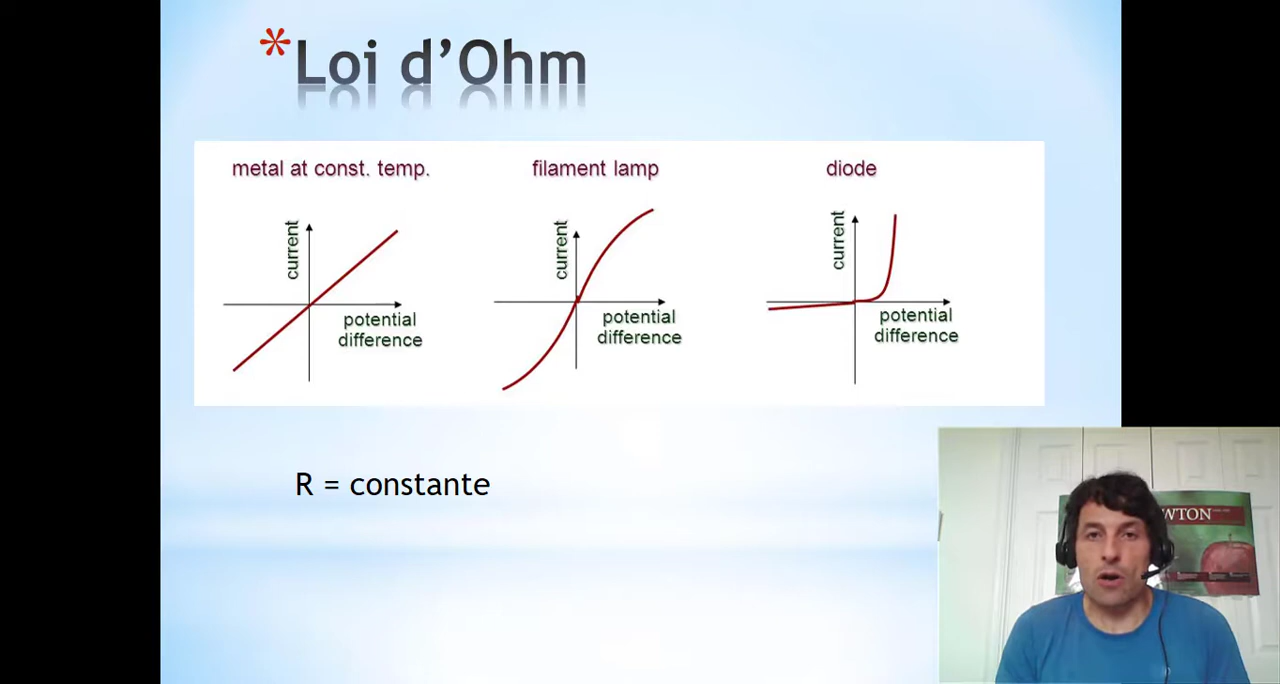 *Loi d'Ohm
metal at const. temp.
filament lamp
diode
current
potential
difference
current
potential
difference
current
potential
difference
R = constante
WTON